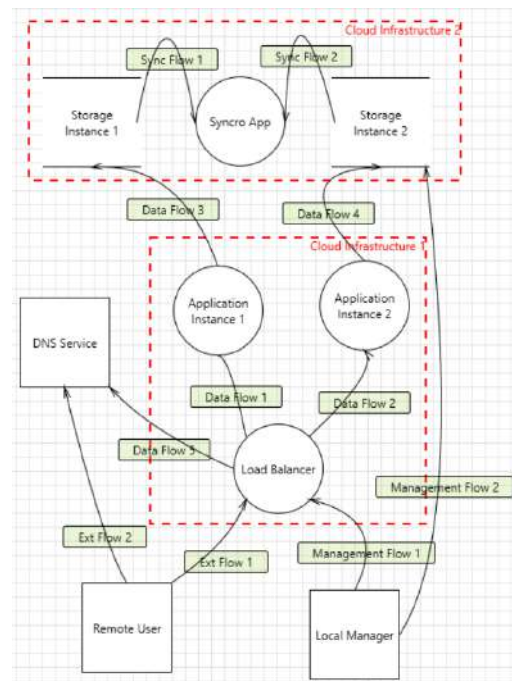 Cloud Infrastructure 2
Sync Flow 1
Sync Flow 2
Storage
Instance 1
Syncro App
Storage
Instance 2
Data Flow 3
Data Flow 4
Cloud Infrastructure 1
Application
Instance 1
Application
Instance 2
DNS Service
Data Flow 1
Data Flow 2
Data Flow 5
Load Balancer
Management Flow 2
Ext Flow 2
Ext Flow 1
Management Flow 1
Remote User
Local Manager